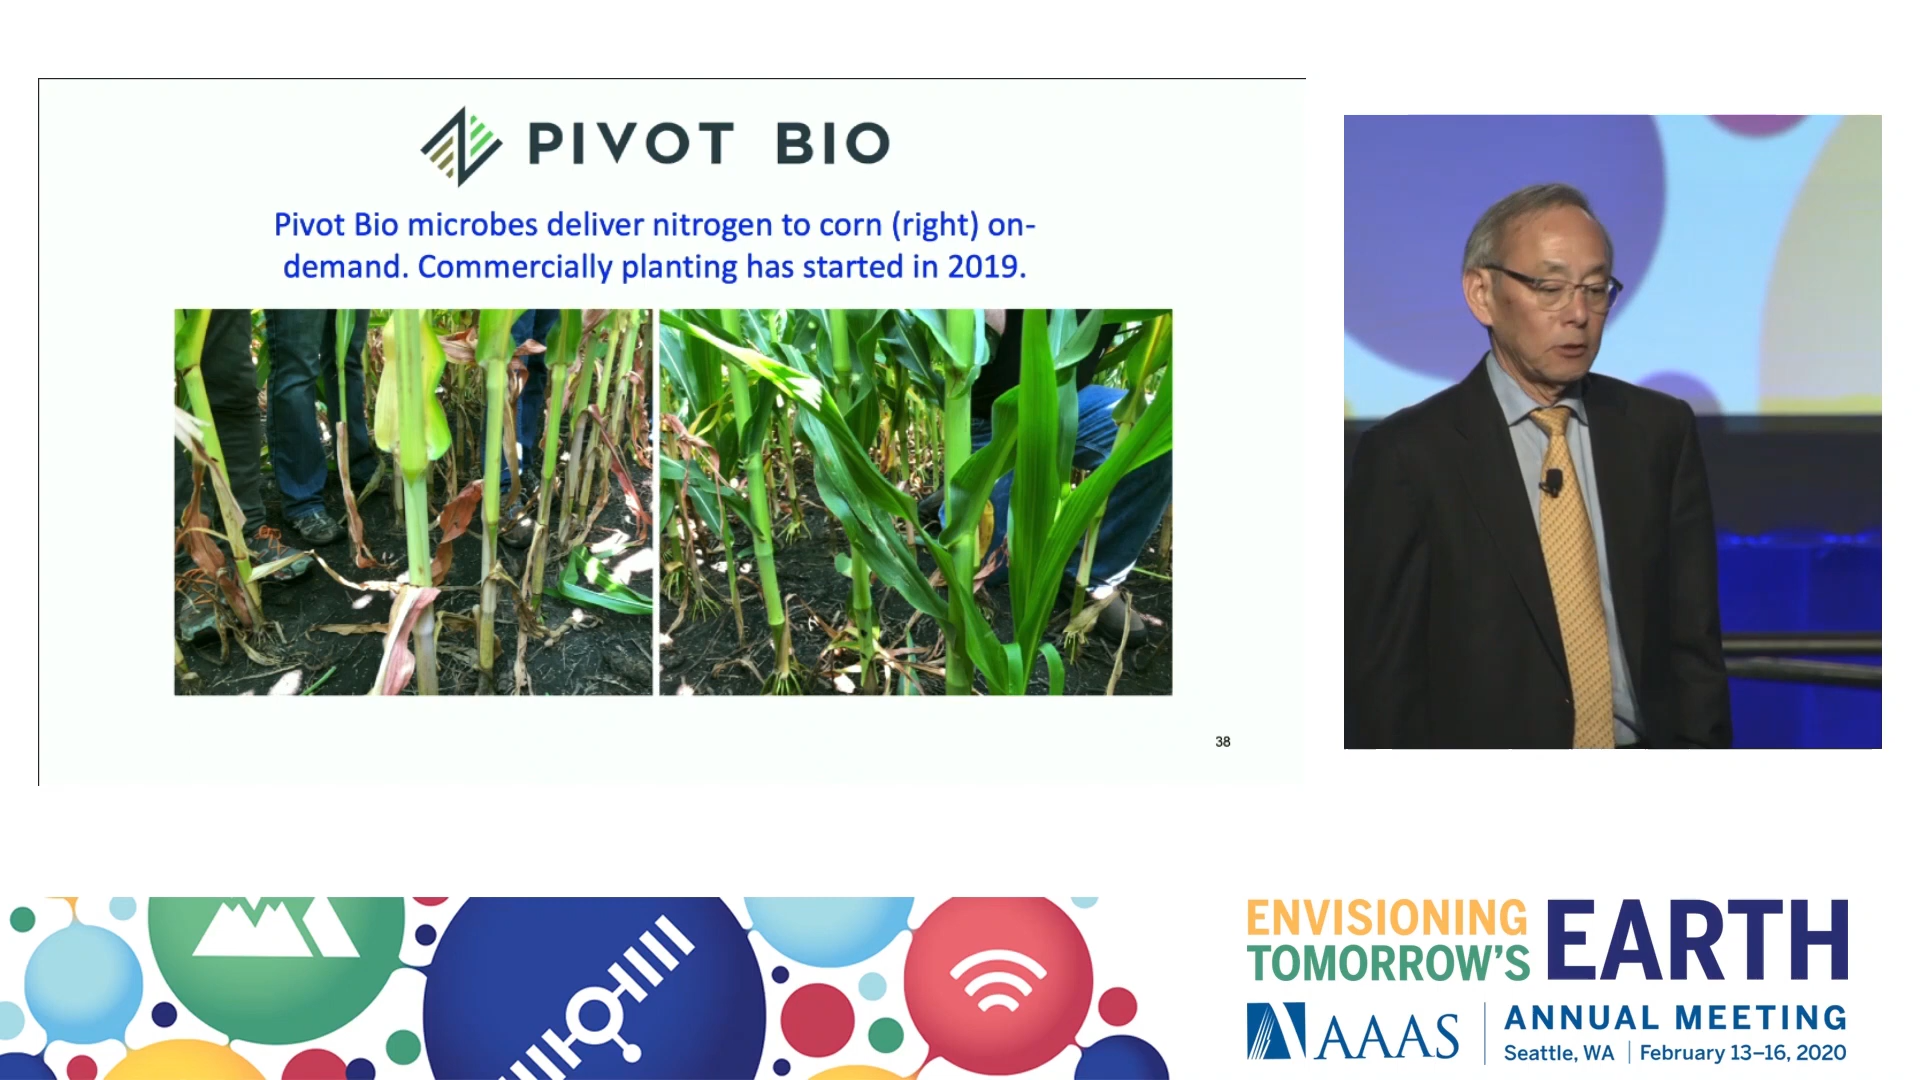 PIVOT BIO
Pivot Bio microbes deliver nitrogen to corn (right) on-
demand. Commercially planting has started in 2019.
38
ENVISIONING
TOMORROW'S
EARTH
AAAS
ANNUAL MEETING
Seattle, WA | February 13–16, 2020